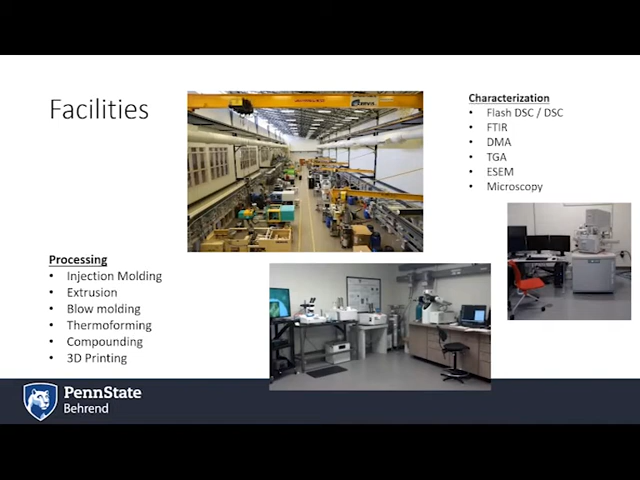 Facilities
Processing
• Injection Molding
• Extrusion
• Blow molding
• Thermoforming
• Compounding
• 3D Printing
Characterization
• Flash DSC / DSC
• FTIR
• DMA
• TGA
• ESEM
• Microscopy
PennState
Behrend